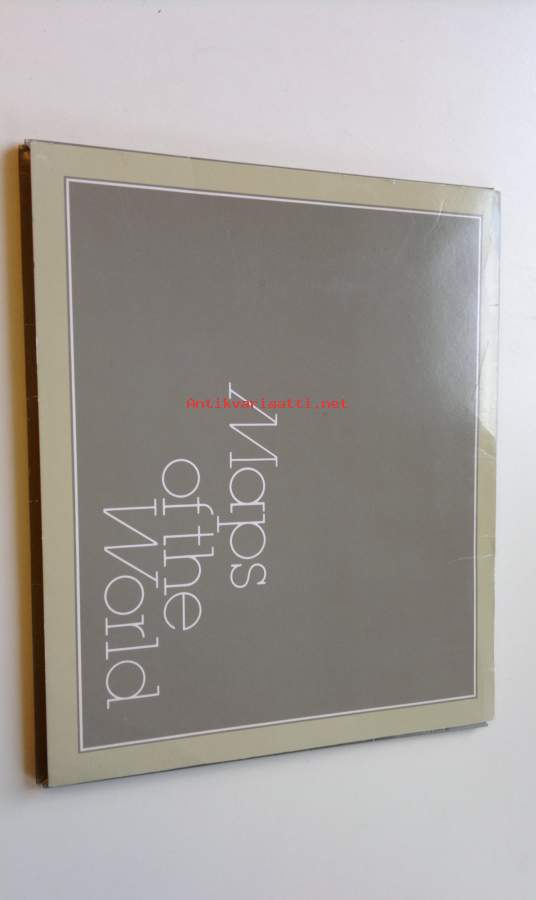 Maps
of the
World
Antikvariaatti.net